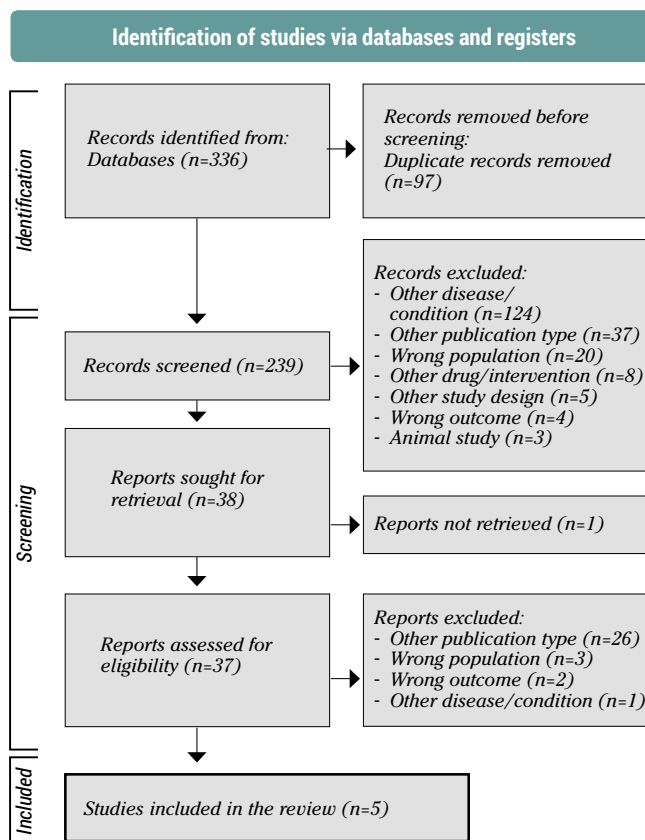 Identification of studies via databases and registers
Identification
Records identified from:
Databases (n=336)
Records removed before
screening:
Duplicate records removed
(n=97)
Screening
Records screened (n=239)
Records excluded:
- Other disease/
condition (n=124)
- Other publication type (n=37)
- Wrong population (n=20)
- Other drug/intervention (n=8)
- Other study design (n=5)
- Wrong outcome (n=4)
- Animal study (n=3)
Reports sought for
retrieval (n=38)
Reports not retrieved (n=1)
Reports assessed for
eligibility (n=37)
Reports excluded:
- Other publication type (n=26)
- Wrong population (n=3)
- Wrong outcome (n=2)
- Other disease/condition (n=1)
Included
Studies included in the review (n=5)